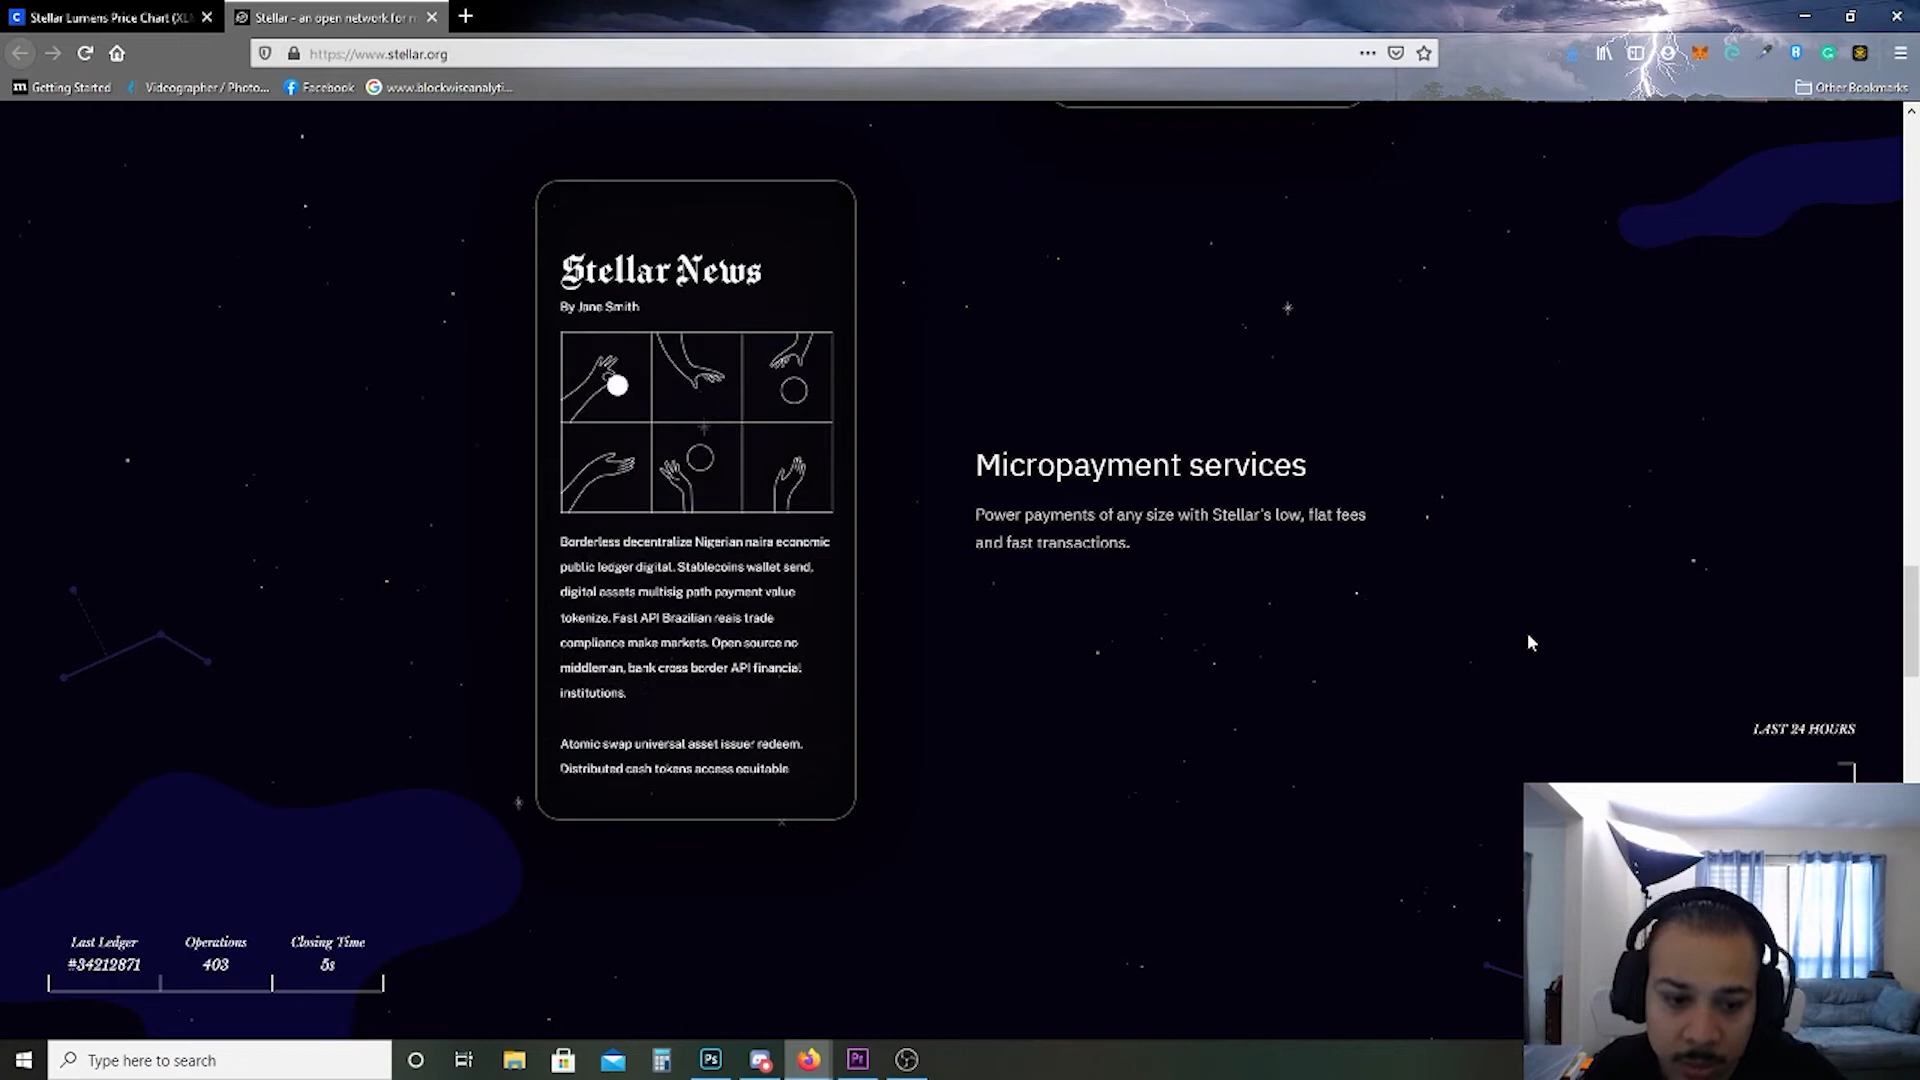 Stellar Lumens Price Chart (XL
Stellar - an open network for m
https://www.stellar.org
Getting Started
Videographer / Photo...
Facebook
www.blockwiseanalyti...
Other Bookmarks
Stellar News
By Jane Smith
Borderless decentralize Nigerian naira economic
public ledger digital. Stablecoins wallet send,
digital assets multisig path payment value
tokenize. Fast API Brazilian reais trade
compliance make markets. Open source no
middleman, bank cross border API financial
institutions.
Atomic swap universal asset issuer redeem.
Distributed cash tokens access equitable
Micropayment services
Power payments of any size with Stellar's low, flat fees
and fast transactions.
LAST 24 HOURS
Last Ledger
#34212871
Operations
403
Closing Time
5s
Type here to search
Ps
Pr